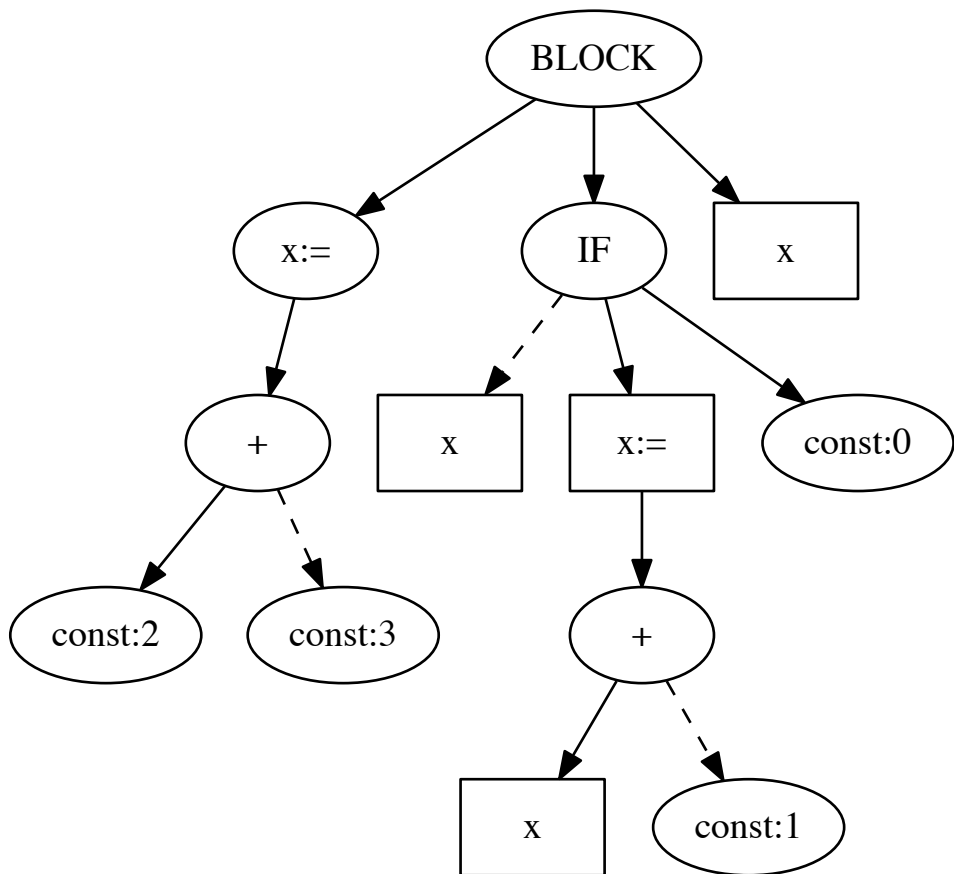 BLOCK
x:=
IF
x
+
x
x:=
const:0
const:2
const:3
+
x
const:1